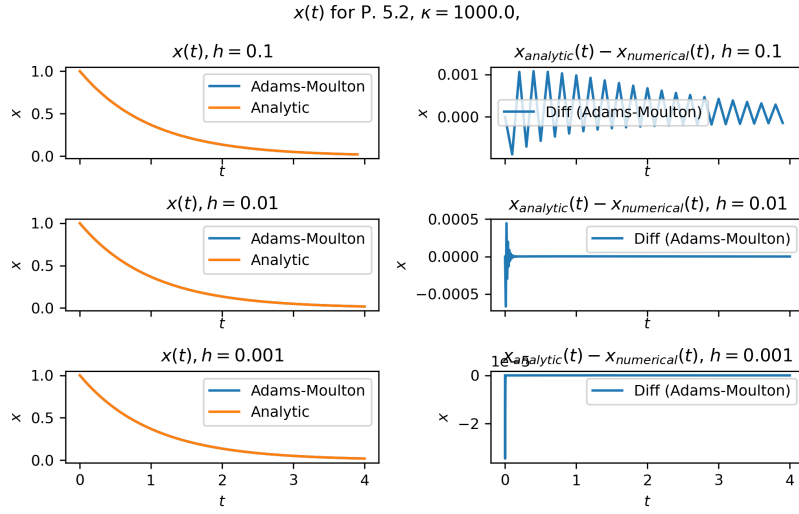 x(t) for P. 5.2, κ = 1000.0,
x(t), h = 0.1
1.0
0.5
0.0
x
t
Adams-Moulton
Analytic
x_analytic(t) − x_numerical(t), h = 0.1
0.001
0.000
x
t
Diff (Adams-Moulton)
x(t), h = 0.01
1.0
0.5
0.0
x
t
Adams-Moulton
Analytic
x_analytic(t) − x_numerical(t), h = 0.01
0.0005
0.0000
−0.0005
x
t
Diff (Adams-Moulton)
x(t), h = 0.001
1.0
0.5
0.0
x
0 1 2 3 4
t
Adams-Moulton
Analytic
x_analytic(t) − x_numerical(t), h = 0.001
1e−5
0
−2
x
0 1 2 3 4
t
Diff (Adams-Moulton)